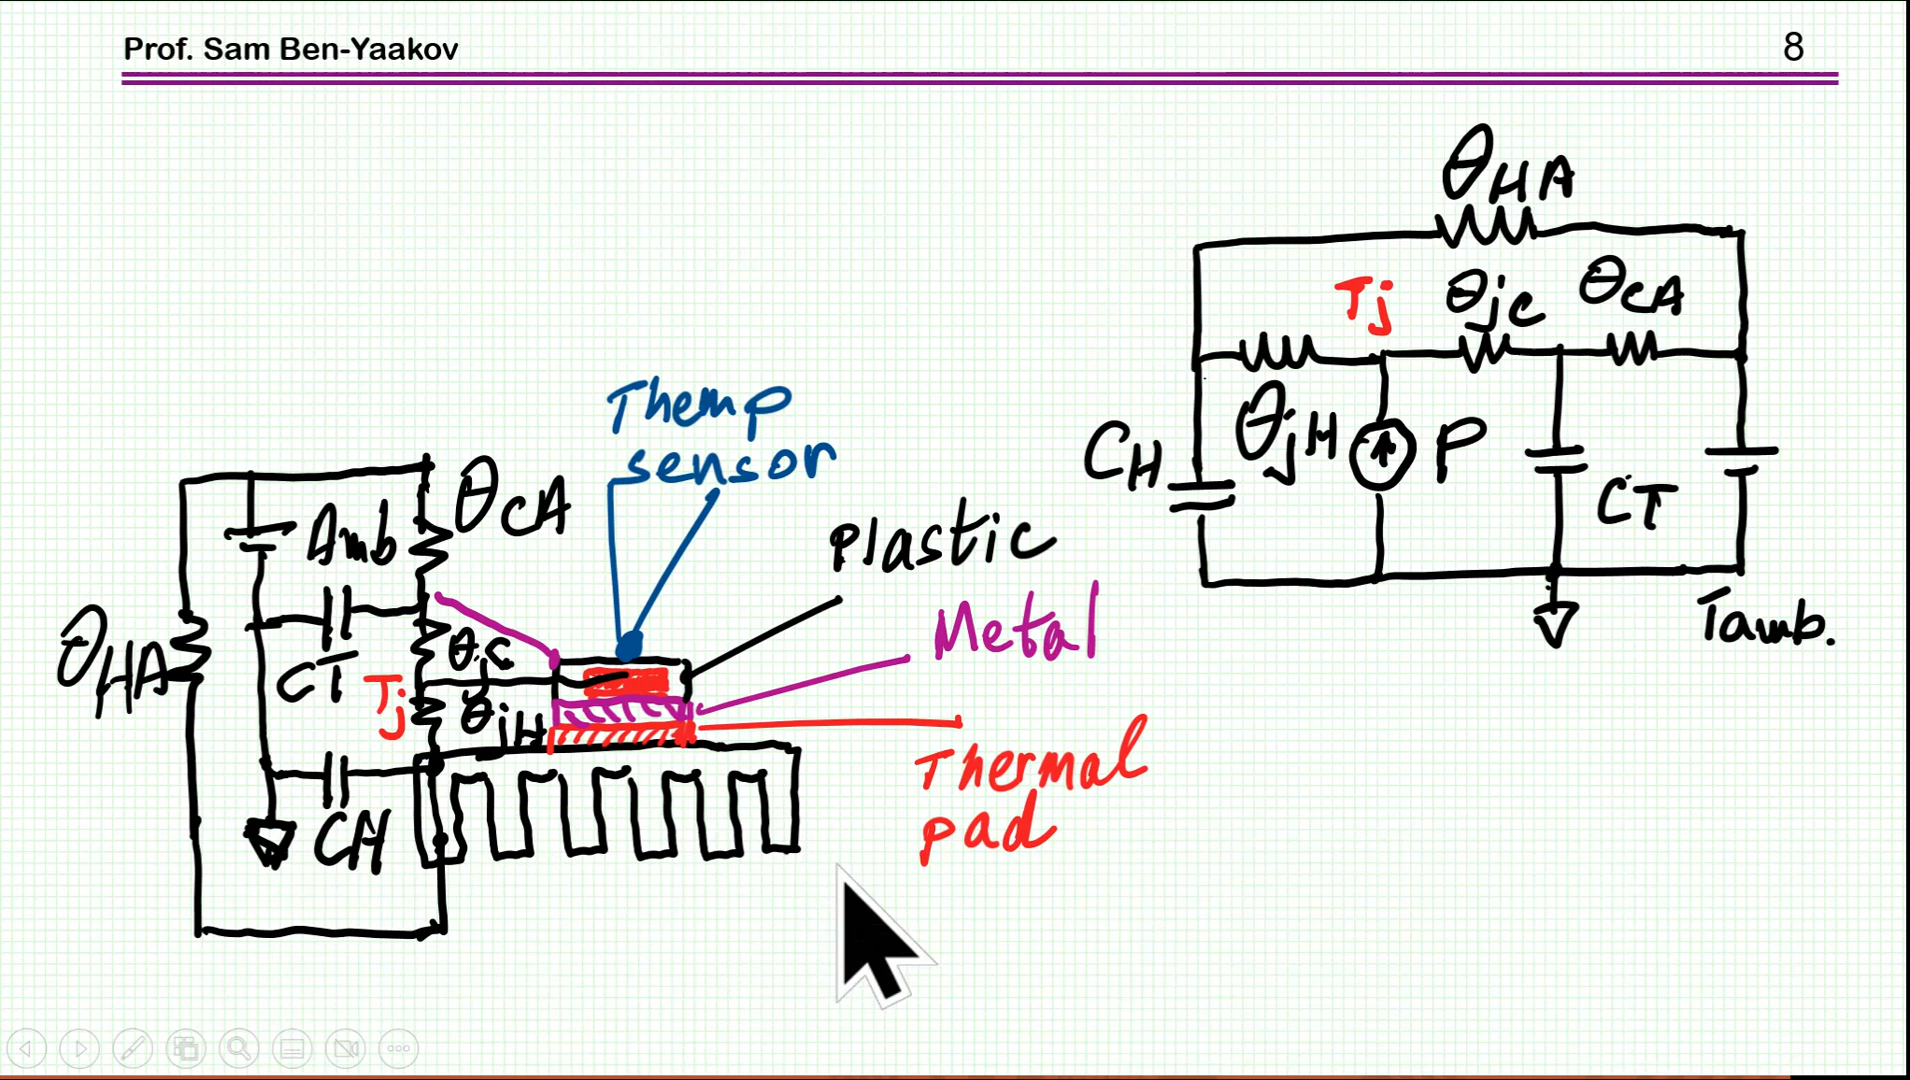 Prof. Sam Ben-Yaakov
8
θHA
Tj
θjc
θCA
θjH
CH
P
CT
Tamb.
Themp
sensor
plastic
Metal
Thermal
pad
θCA
Amb
θHA
CT
θjc
Tj
θjH
CH